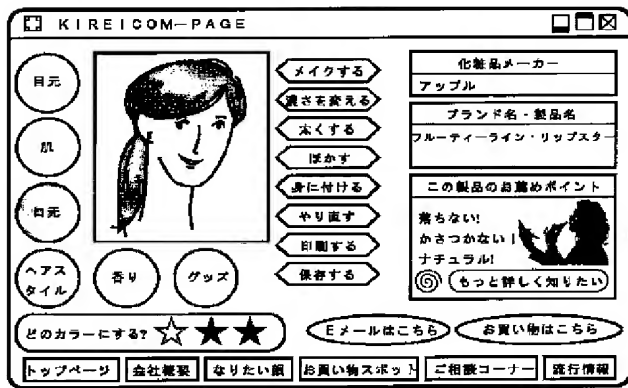 KIREICOM-PAGE
目元
肌
口元
ヘアス
タイル
香り
グッズ
メイクする
濃さを変える
太くする
ぼかす
身に付ける
やり直す
印刷する
保存する
化粧品メーカー
アップル
ブランド名・製品名
フルーティーライン・リップスター
この製品のお薦めポイント
落ちない!
かさつかない!
ナチュラル!
もっと詳しく知りたい
どのカラーにする?
Eメールはこちら
お買い物はこちら
トップページ
会社概要
なりたい顔
お買い物スポット
ご相談コーナー
流行情報